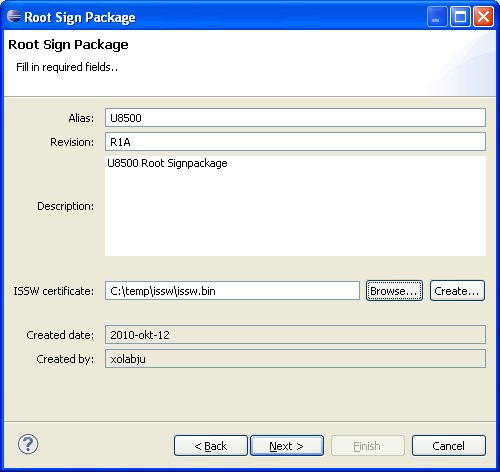 Root Sign Package
Root Sign Package
Fill in required fields..
Alias: U8500
Revision: R1A
Description: U8500 Root Signpackage
ISSW certificate: C:\temp\issw\issw.bin Browse... Create...
Created date: 2010-okt-12
Created by: xolabju
? < Back Next > Finish Cancel